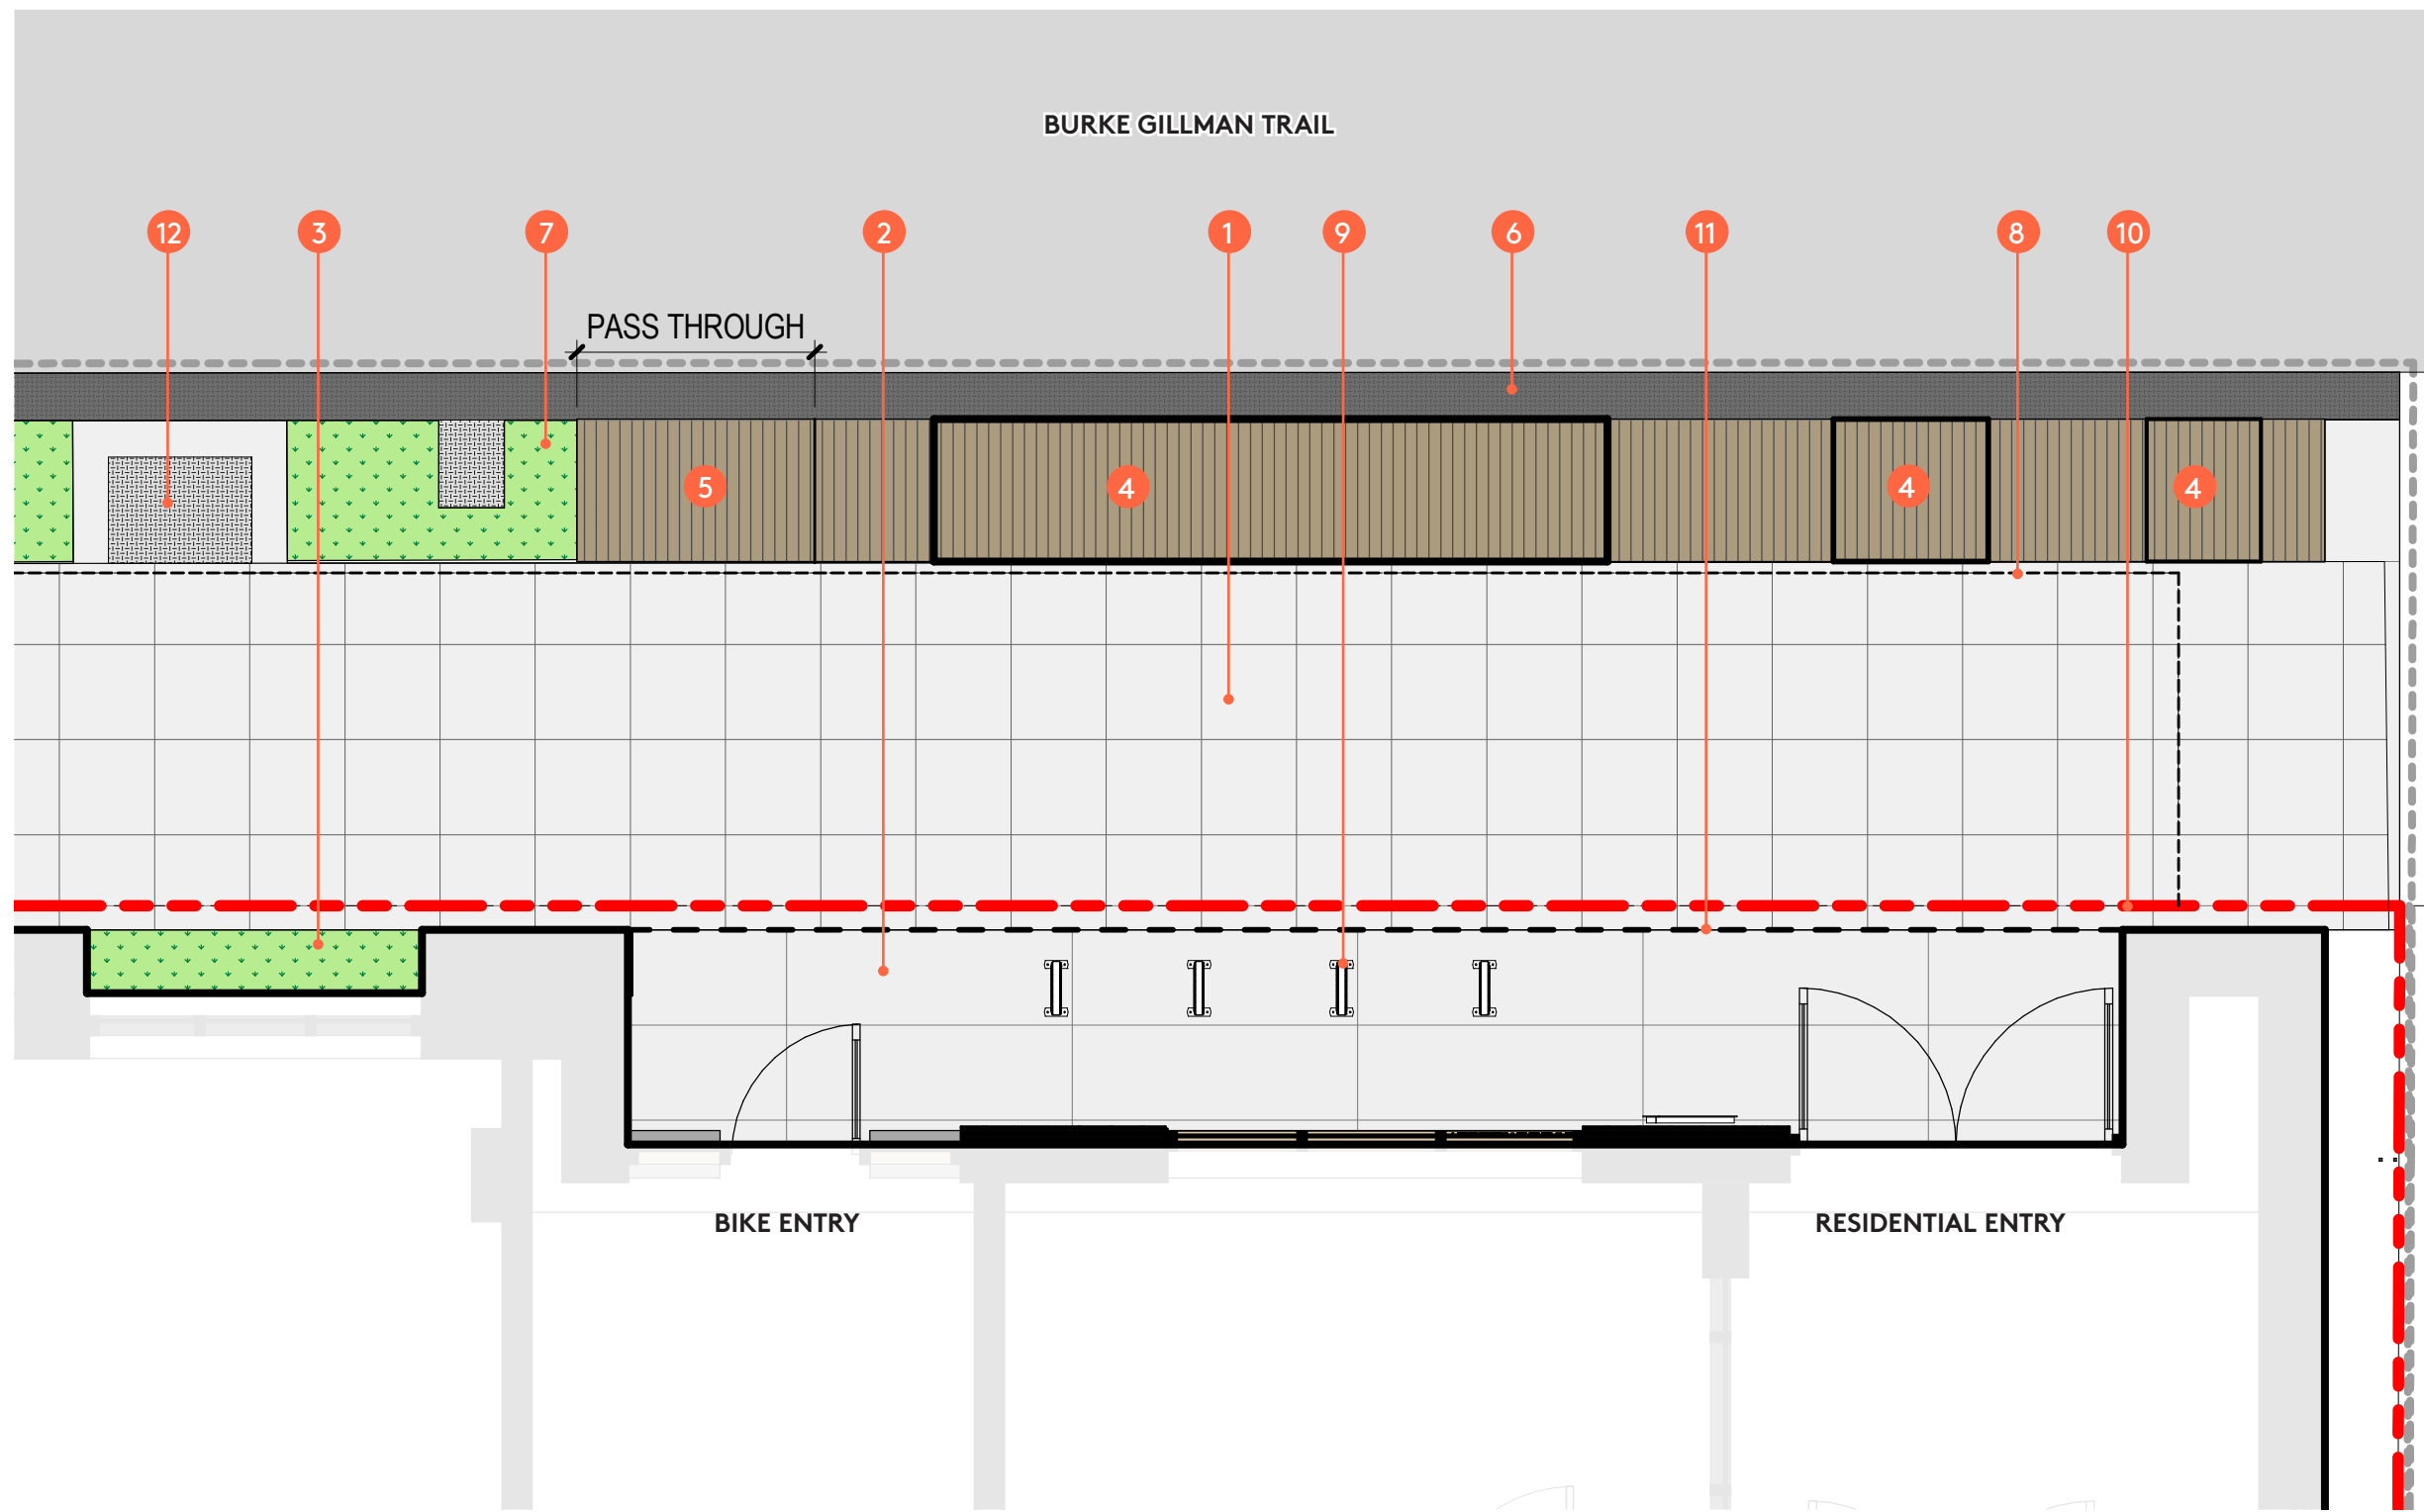 BURKE GILLMAN TRAIL
12 3 7 2 1 9 6 11 8 10
PASS THROUGH
5 4 4 4
BIKE ENTRY RESIDENTIAL ENTRY